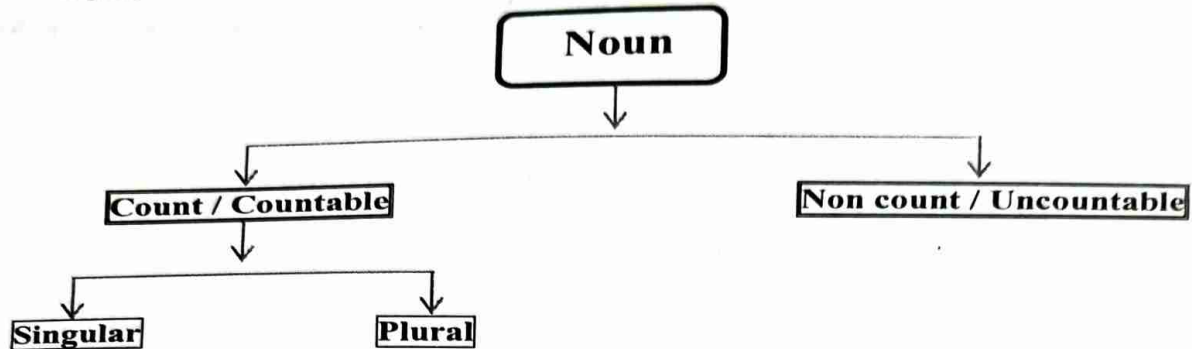 Noun
Count / Countable
Non count / Uncountable
Singular
Plural